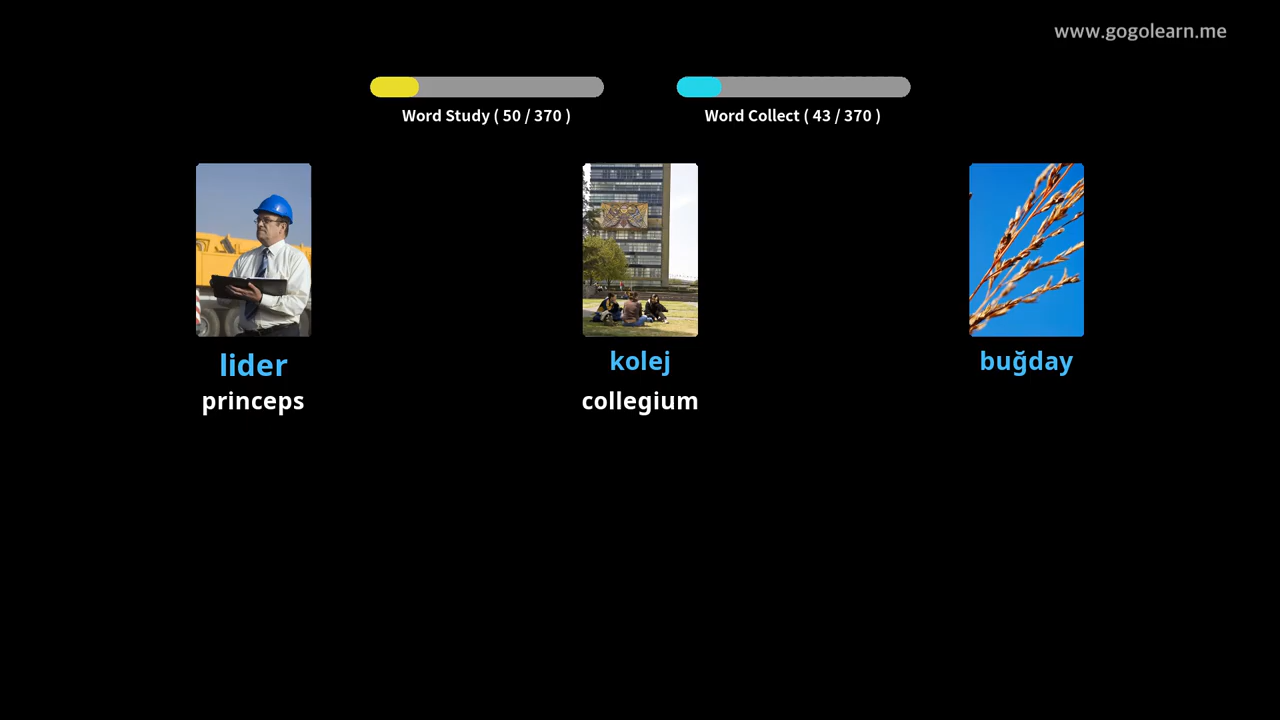 www.gogolearn.me
Word Study ( 50 / 370 )
Word Collect ( 43 / 370 )
lider
princeps
kolej
collegium
buğday